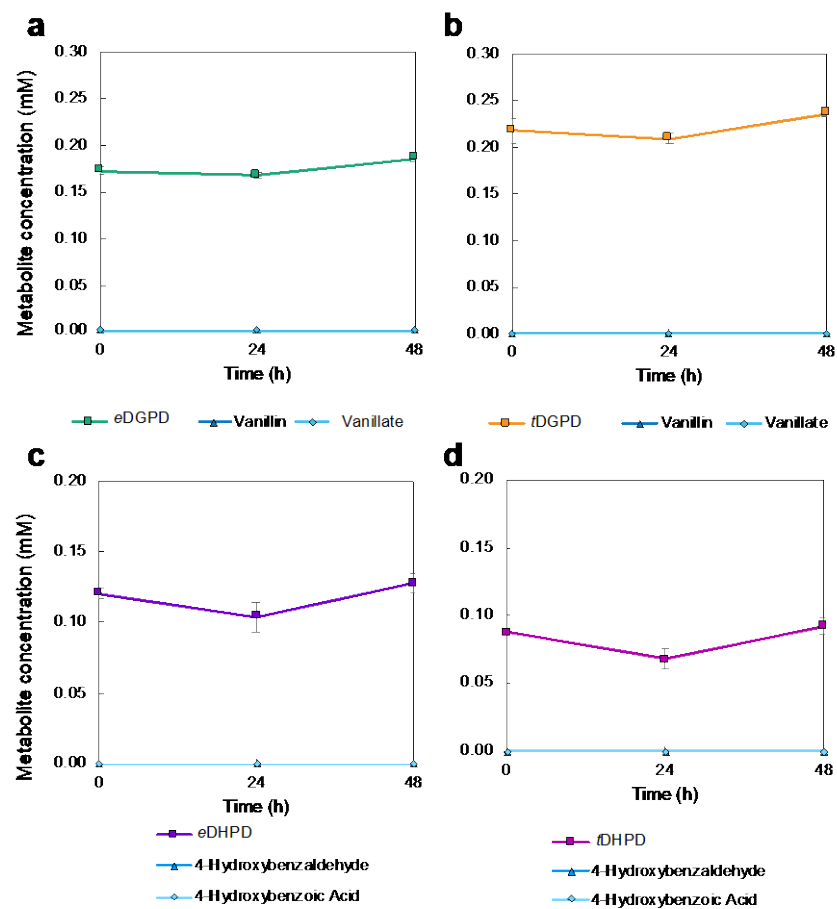 a
b
Metabolite concentration (mM)
0.30
0.25
0.20
0.15
0.10
0.05
0.00
0
24
48
Time (h)
0.30
0.25
0.20
0.15
0.10
0.05
0.00
0
24
48
Time (h)
eDGPD Vanillin Vanillate
tDGPD Vanillin Vanillate
c
d
Metabolite concentration (mM)
0.20
0.15
0.10
0.05
0.00
0
24
48
Time (h)
0.20
0.15
0.10
0.05
0.00
0
24
48
Time (h)
eDHPD
4-Hydroxybenzaldehyde
4-Hydroxybenzoic Acid
tDHPD
4-Hydroxybenzaldehyde
4-Hydroxybenzoic Acid